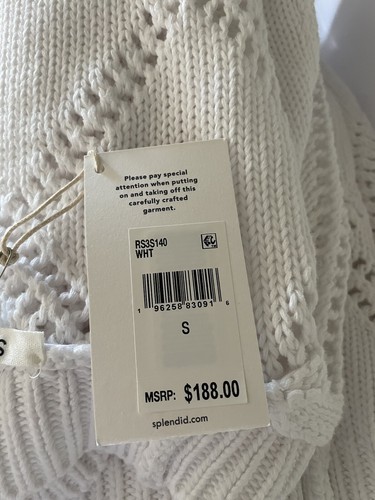 Please pay special
attention when putting
on and taking off this
carefully crafted
garment.
RS3S140
WHT
1 96258 83091 6
S
MSRP: $188.00
splendid.com
S